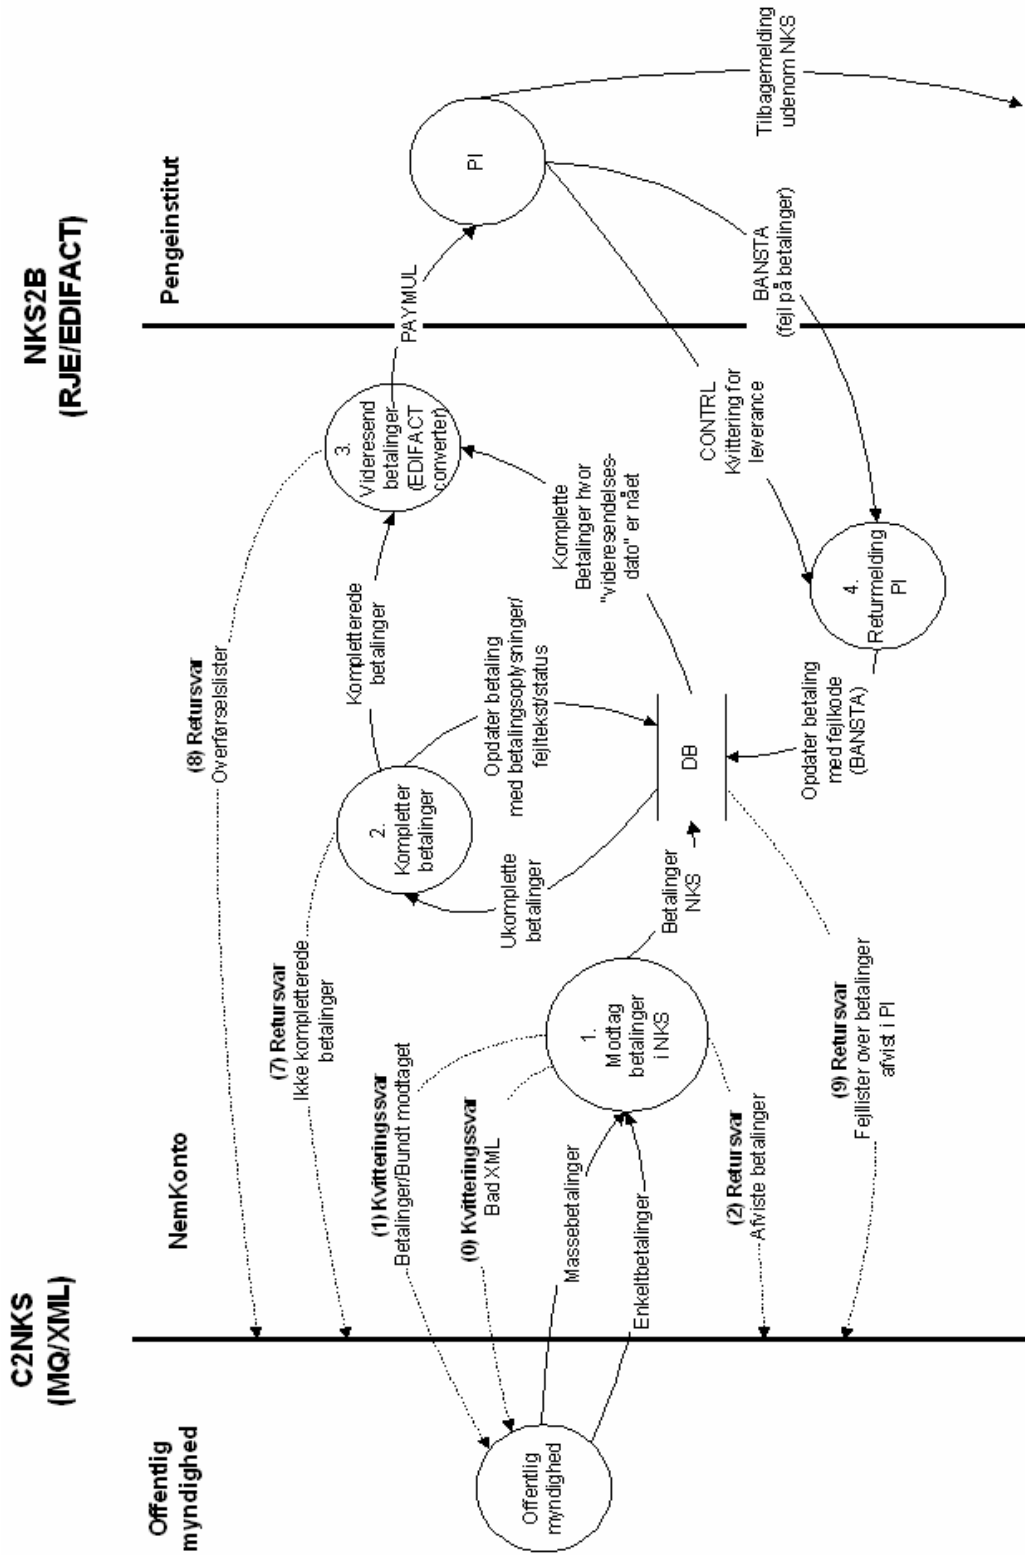 C2NKS
(MQ/XML)
NKS2B
(RJE/EDIFACT)
Offentlig
myndighed
NemKonto
Pengeinstitut
(8) Retursvar
Overførselslister
(7) Retursvar
Ikke kompletterede
betalinger
(1) Kvitteringssvar
Betalinger/Bundt modtaget
(0) Kvitteringssvar
Bad XML
Massebetalinger
Enkeltbetalinger
(2) Retursvar
Afviste betalinger
(9) Retursvar
Fejllister over betalinger
afvist i PI
Offentlig
myndighed
1.
Modtag
betalinger
i NKS
Betalinger
NKS
Ukomplette
betalinger
2.
Kompletter
betalinger
Kompletterede
betalinger
Opdater betaling
med betalingsoplysninger/
fejltekst/status
DB
Komplette
Betalinger hvor
"videresendelses-
dato" er nået
3.
Videresend
betalinger-
(EDIFACT
converter)
PAYMUL
PI
CONTRL
Kvittering for
leverance
BANSTA
(fejl på betalinger)
Tilbagemelding
udenom NKS
4.
Returmelding
PI
Opdater betaling
med fejlkode
(BANSTA)